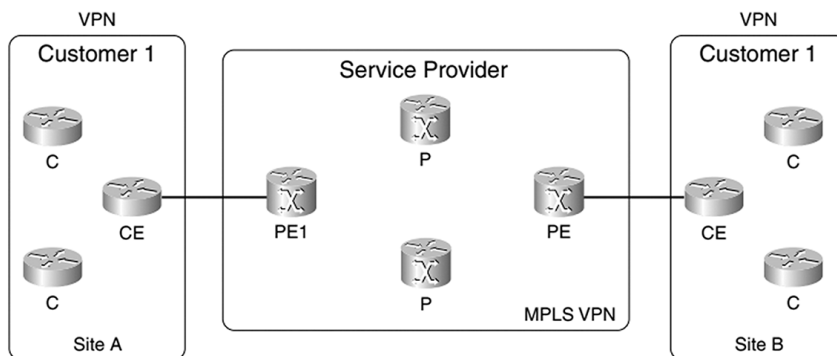 VPN
VPN
Customer 1
Service Provider
Customer 1
C
P
C
CE
PE1
PE
CE
C
P
C
MPLS VPN
Site A
Site B